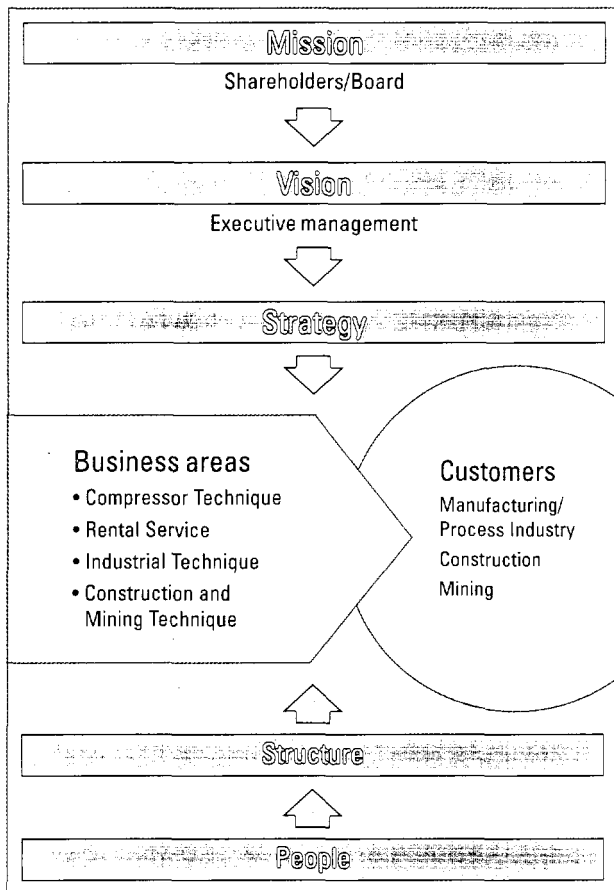 Mission
Shareholders/Board
Vision
Executive management
Strategy
Business areas
• Compressor Technique
• Rental Service
• Industrial Technique
• Construction and
Mining Technique
Customers
Manufacturing/
Process Industry
Construction
Mining
Structure
People